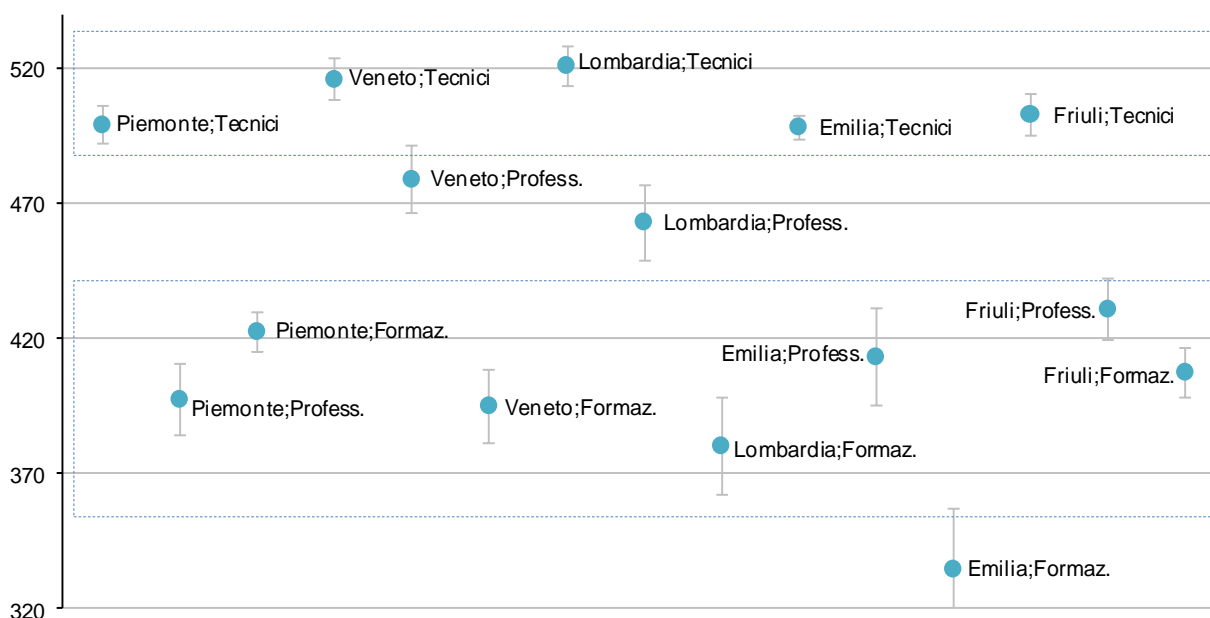 520
Lombardia;Tecnici
Veneto;Tecnici
Piemonte;Tecnici
Emilia;Tecnici
Friuli;Tecnici
470
Veneto;Profess.
Lombardia;Profess.
420
Piemonte;Formaz.
Friuli;Profess.
Emilia;Profess.
Friuli;Formaz.
Piemonte;Profess.
Veneto;Formaz.
370
Lombardia;Formaz.
Emilia;Formaz.
320